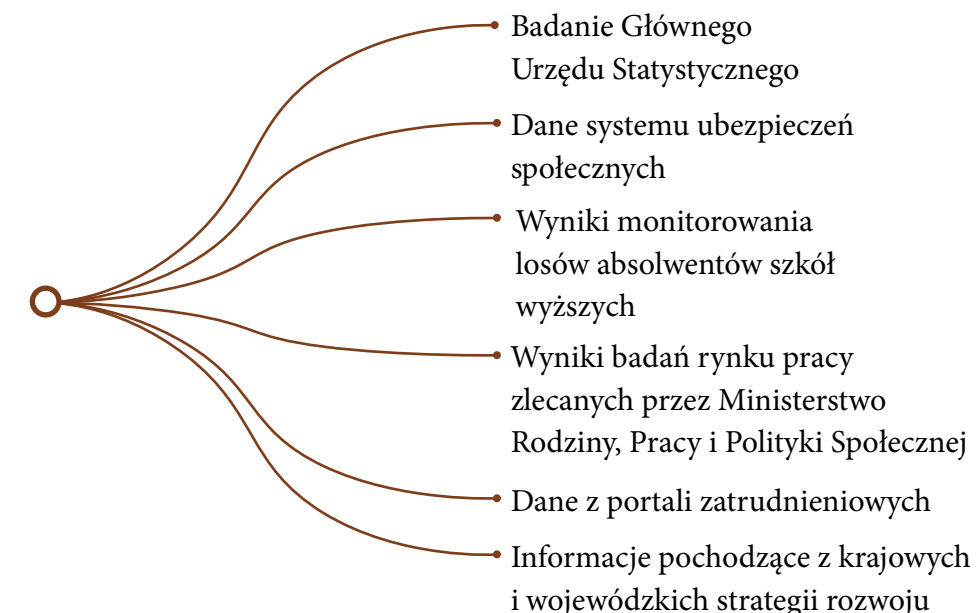 Badanie Głównego
Urzędu Statystycznego
Dane systemu ubezpieczeń
społecznych
Wyniki monitorowania
losów absolwentów szkół
wyższych
Wyniki badań rynku pracy
zlecanych przez Ministerstwo
Rodziny, Pracy i Polityki Społecznej
Dane z portali zatrudnieniowych
Informacje pochodzące z krajowych
i wojewódzkich strategii rozwoju